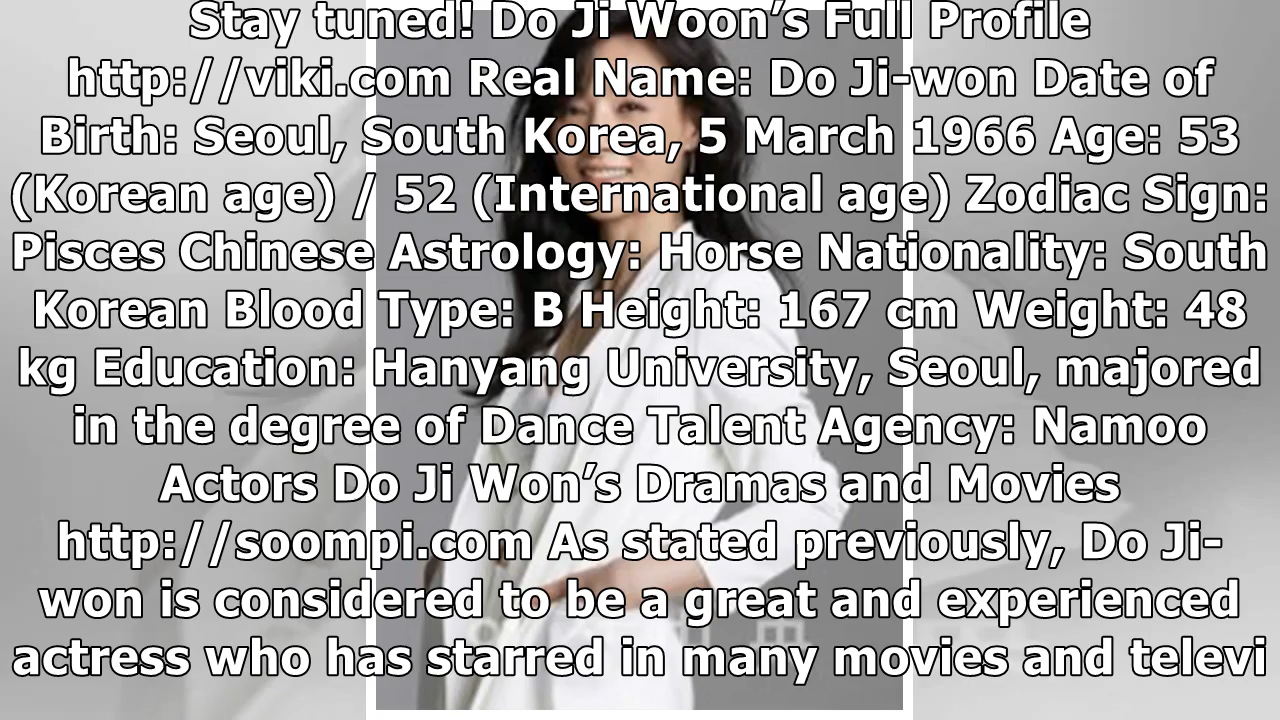 Stay tuned! Do Ji Woon’s Full Profile
http://viki.com Real Name: Do Ji-won Date of
Birth: Seoul, South Korea, 5 March 1966 Age: 53
(Korean age) / 52 (International age) Zodiac Sign:
Pisces Chinese Astrology: Horse Nationality: South
Korean Blood Type: B Height: 167 cm Weight: 48
kg Education: Hanyang University, Seoul, majored
in the degree of Dance Talent Agency: Namoo
Actors Do Ji Won’s Dramas and Movies
http://soompi.com As stated previously, Do Ji-
won is considered to be a great and experienced
actress who has starred in many movies and televi